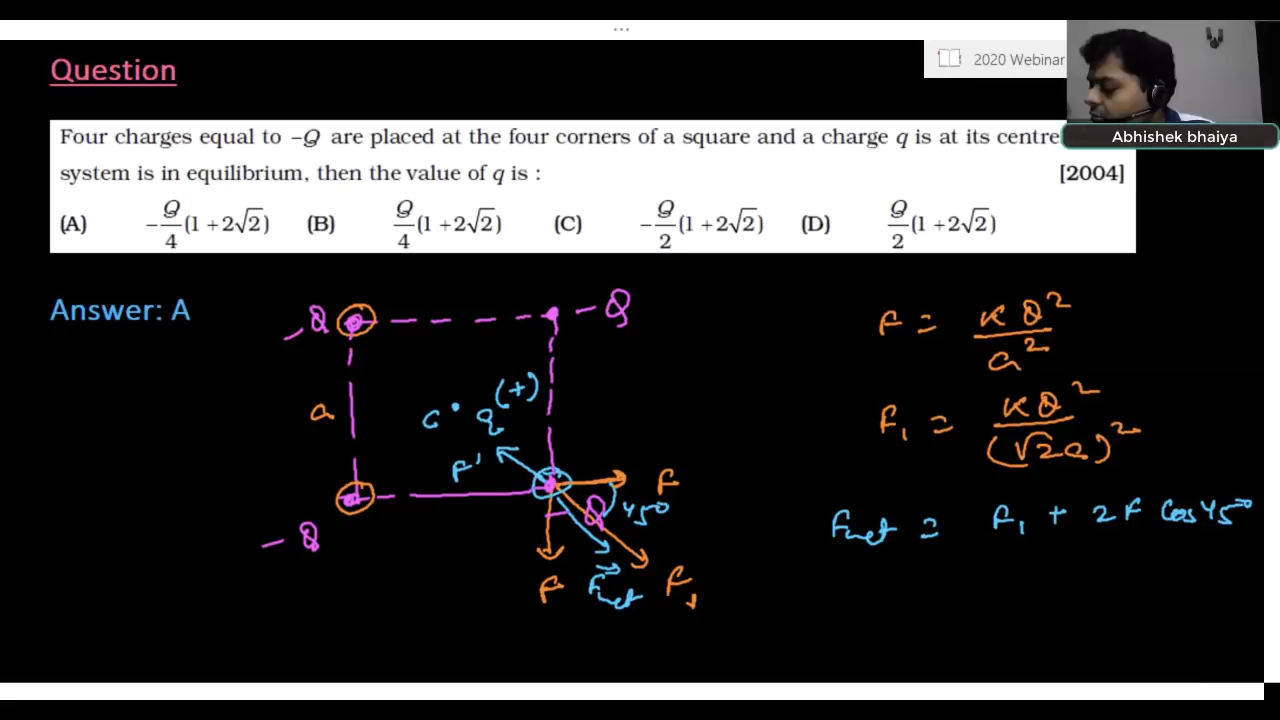 ...
Question
2020 Webinar
Abhishek bhaiya
Four charges equal to –Q are placed at the four corners of a square and a charge q is at its centre
system is in equilibrium, then the value of q is : [2004]
(A) -Q/4(1 + 2√2) (B) Q/4(1 + 2√2) (C) -Q/2(1 + 2√2) (D) Q/2(1 + 2√2)
Answer: A
– Q
– Q
a
C
q (+)
F'
– Q
– Q
F
45°
F
F⃗net
F₁
F = KQ²/a²
F₁ = KQ²/(√2a)²
Fnet = F₁ + 2F cos45°